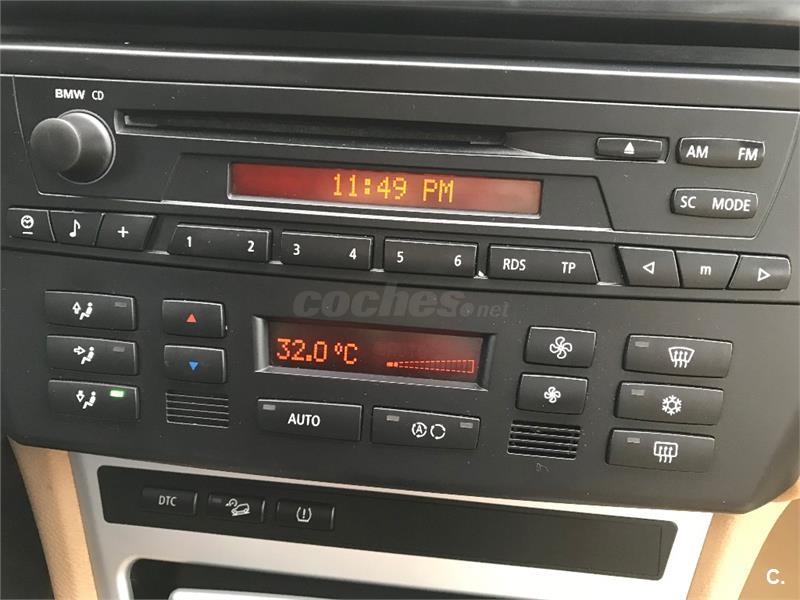 BMW CD
AM FM
11:49 PM
SC MODE
+ 1 2 3 4 5 6 RDS TP m
coches.net
32.0 ºC
AUTO
A
DTC
(!)
C.